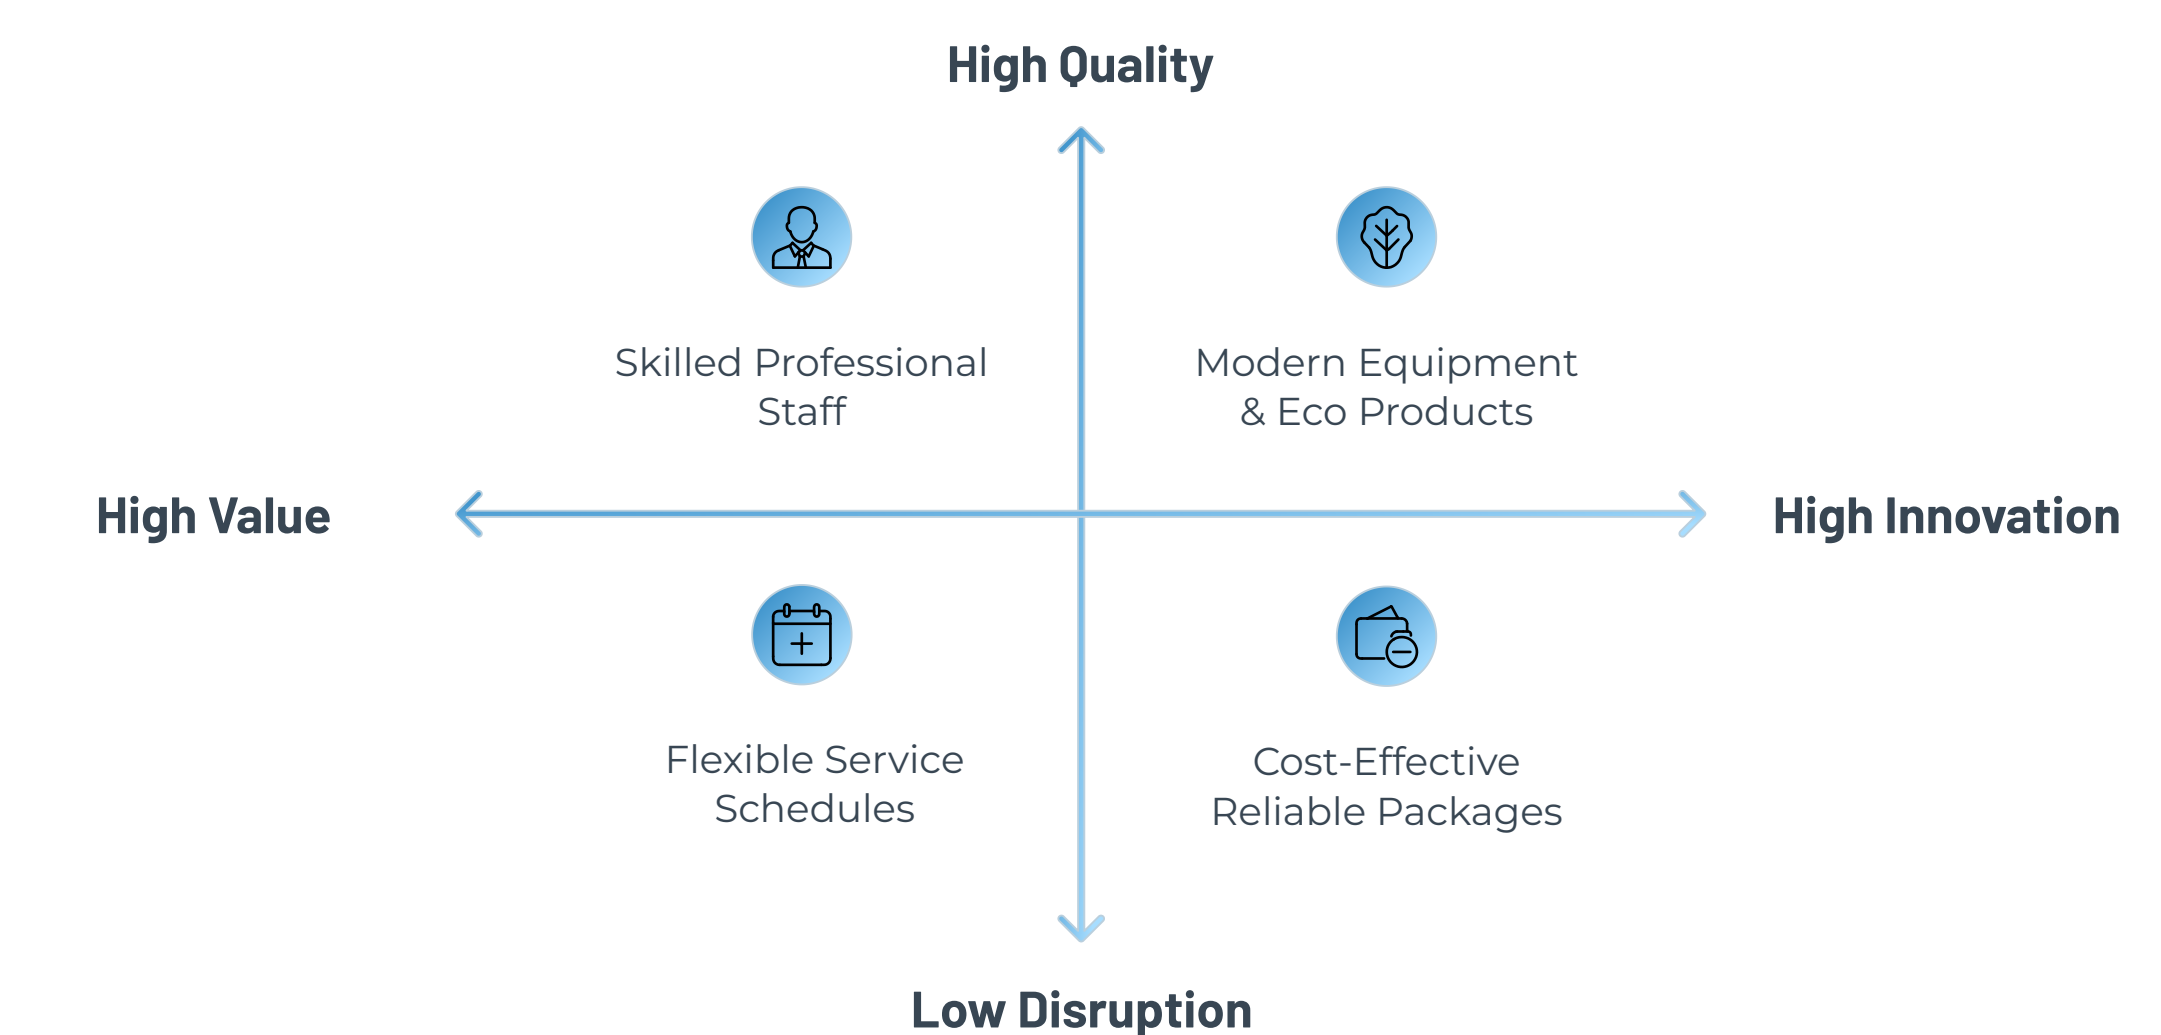 High Quality
Skilled Professional
Staff
Modern Equipment
& Eco Products
High Value
High Innovation
Flexible Service
Schedules
Cost-Effective
Reliable Packages
Low Disruption